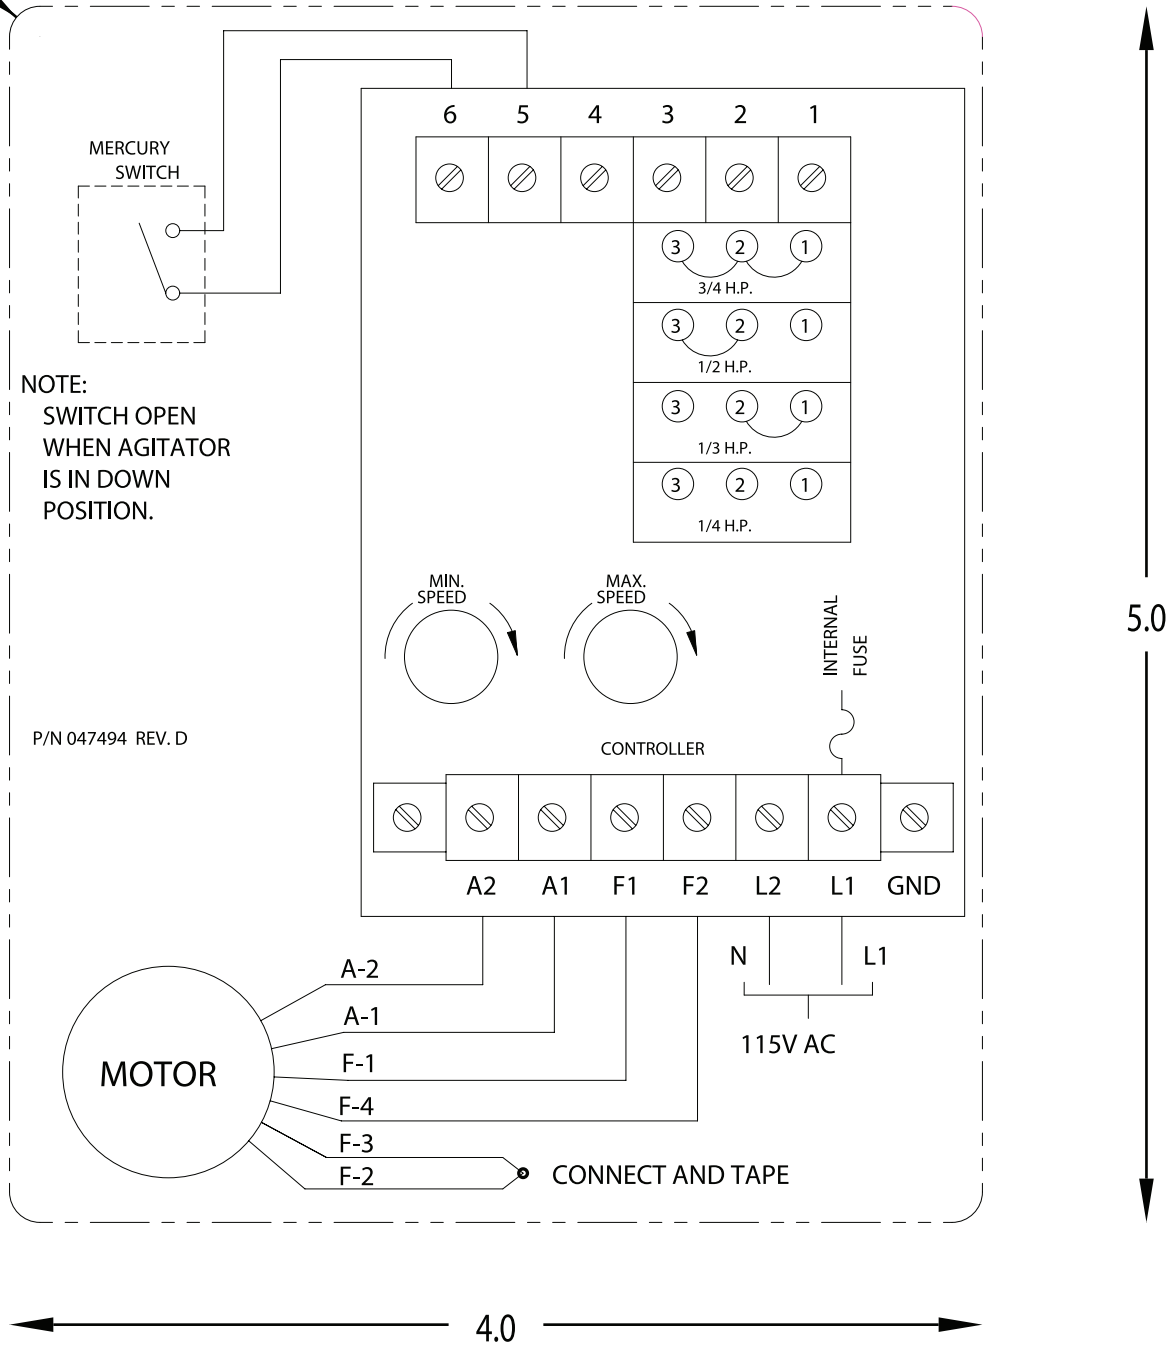 6 5 4 3 2 1
MERCURY
SWITCH
3 2 1
3/4 H.P.
3 2 1
1/2 H.P.
3 2 1
1/3 H.P.
3 2 1
1/4 H.P.
NOTE:
SWITCH OPEN
WHEN AGITATOR
IS IN DOWN
POSITION.
MIN.
SPEED
MAX.
SPEED
INTERNAL
FUSE
5.0
P/N 047494 REV. D
CONTROLLER
A2 A1 F1 F2 L2 L1 GND
N L1
115V AC
A-2
A-1
F-1
F-4
F-3
F-2
MOTOR
CONNECT AND TAPE
4.0